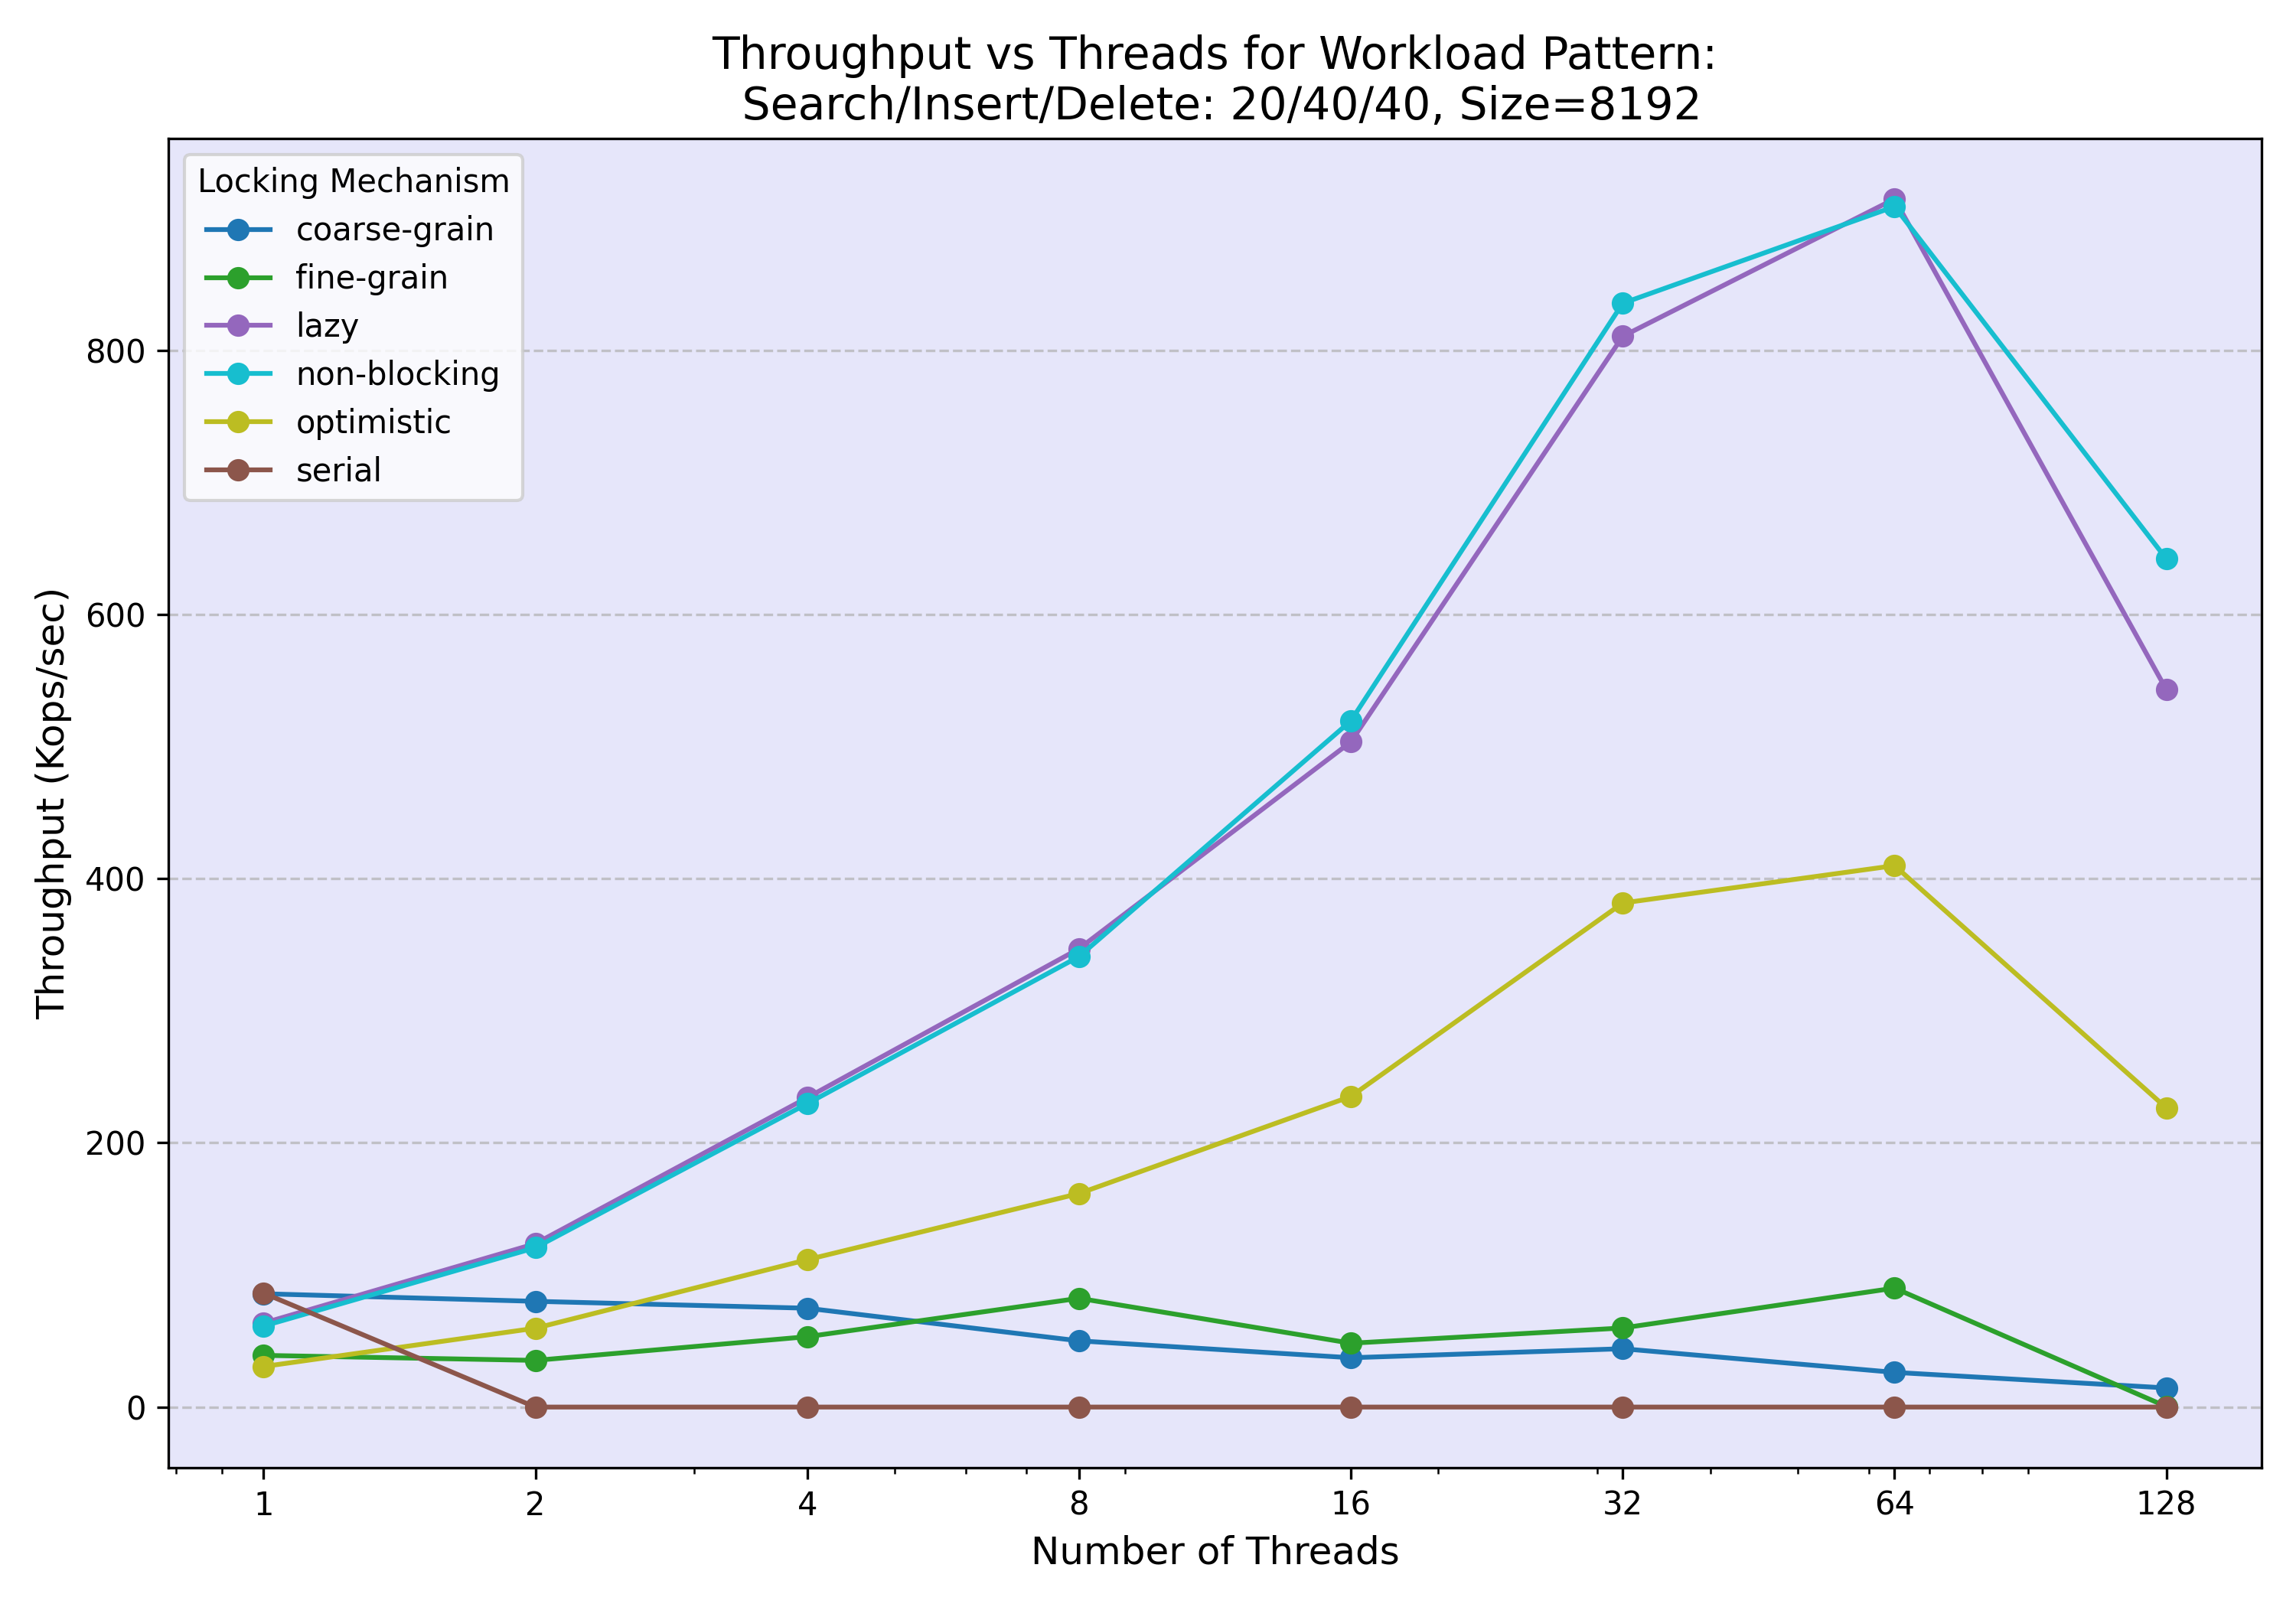 Throughput vs Threads for Workload Pattern:
Search/Insert/Delete: 20/40/40, Size=8192
Locking Mechanism
coarse-grain
fine-grain
lazy
non-blocking
optimistic
serial
Throughput (Kops/sec)
800
600
400
200
0
1 2 4 8 16 32 64 128
Number of Threads